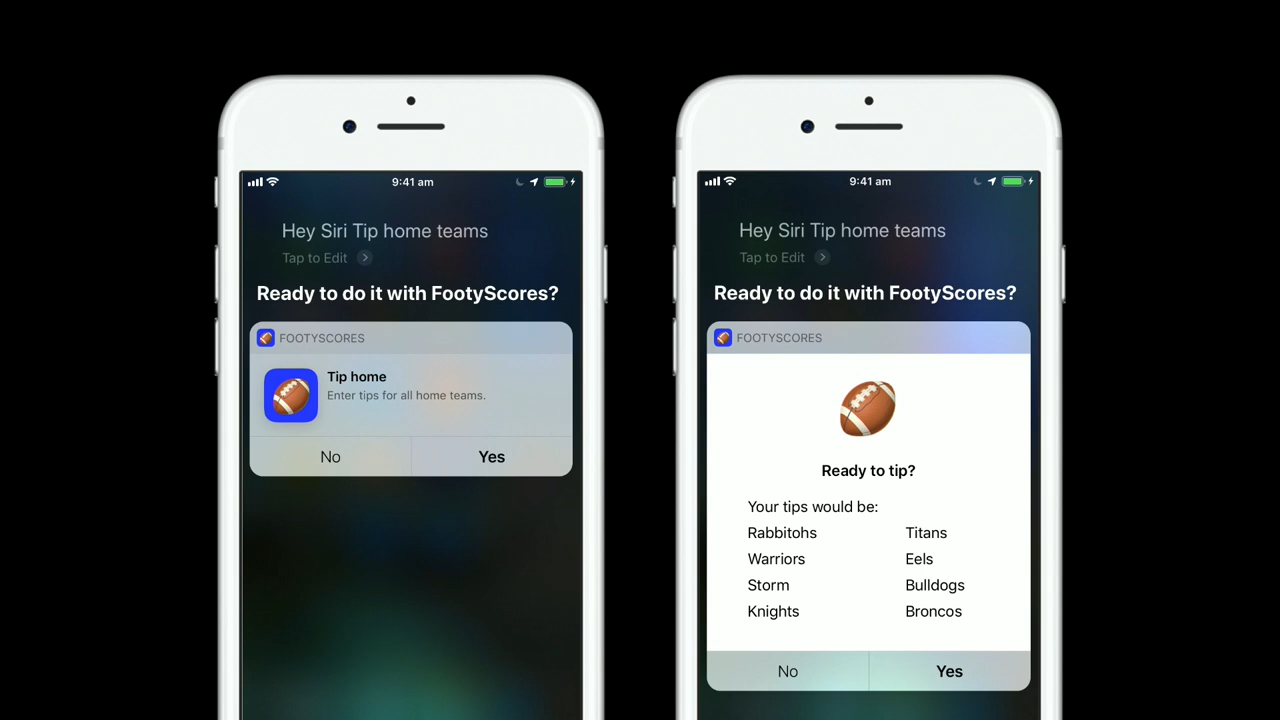 9:41 am
Hey Siri Tip home teams
Tap to Edit
Ready to do it with FootyScores?
FOOTYSCORES
Tip home
Enter tips for all home teams.
No Yes
9:41 am
Hey Siri Tip home teams
Tap to Edit
Ready to do it with FootyScores?
FOOTYSCORES
Ready to tip?
Your tips would be:
Rabbitohs Titans
Warriors Eels
Storm Bulldogs
Knights Broncos
No Yes